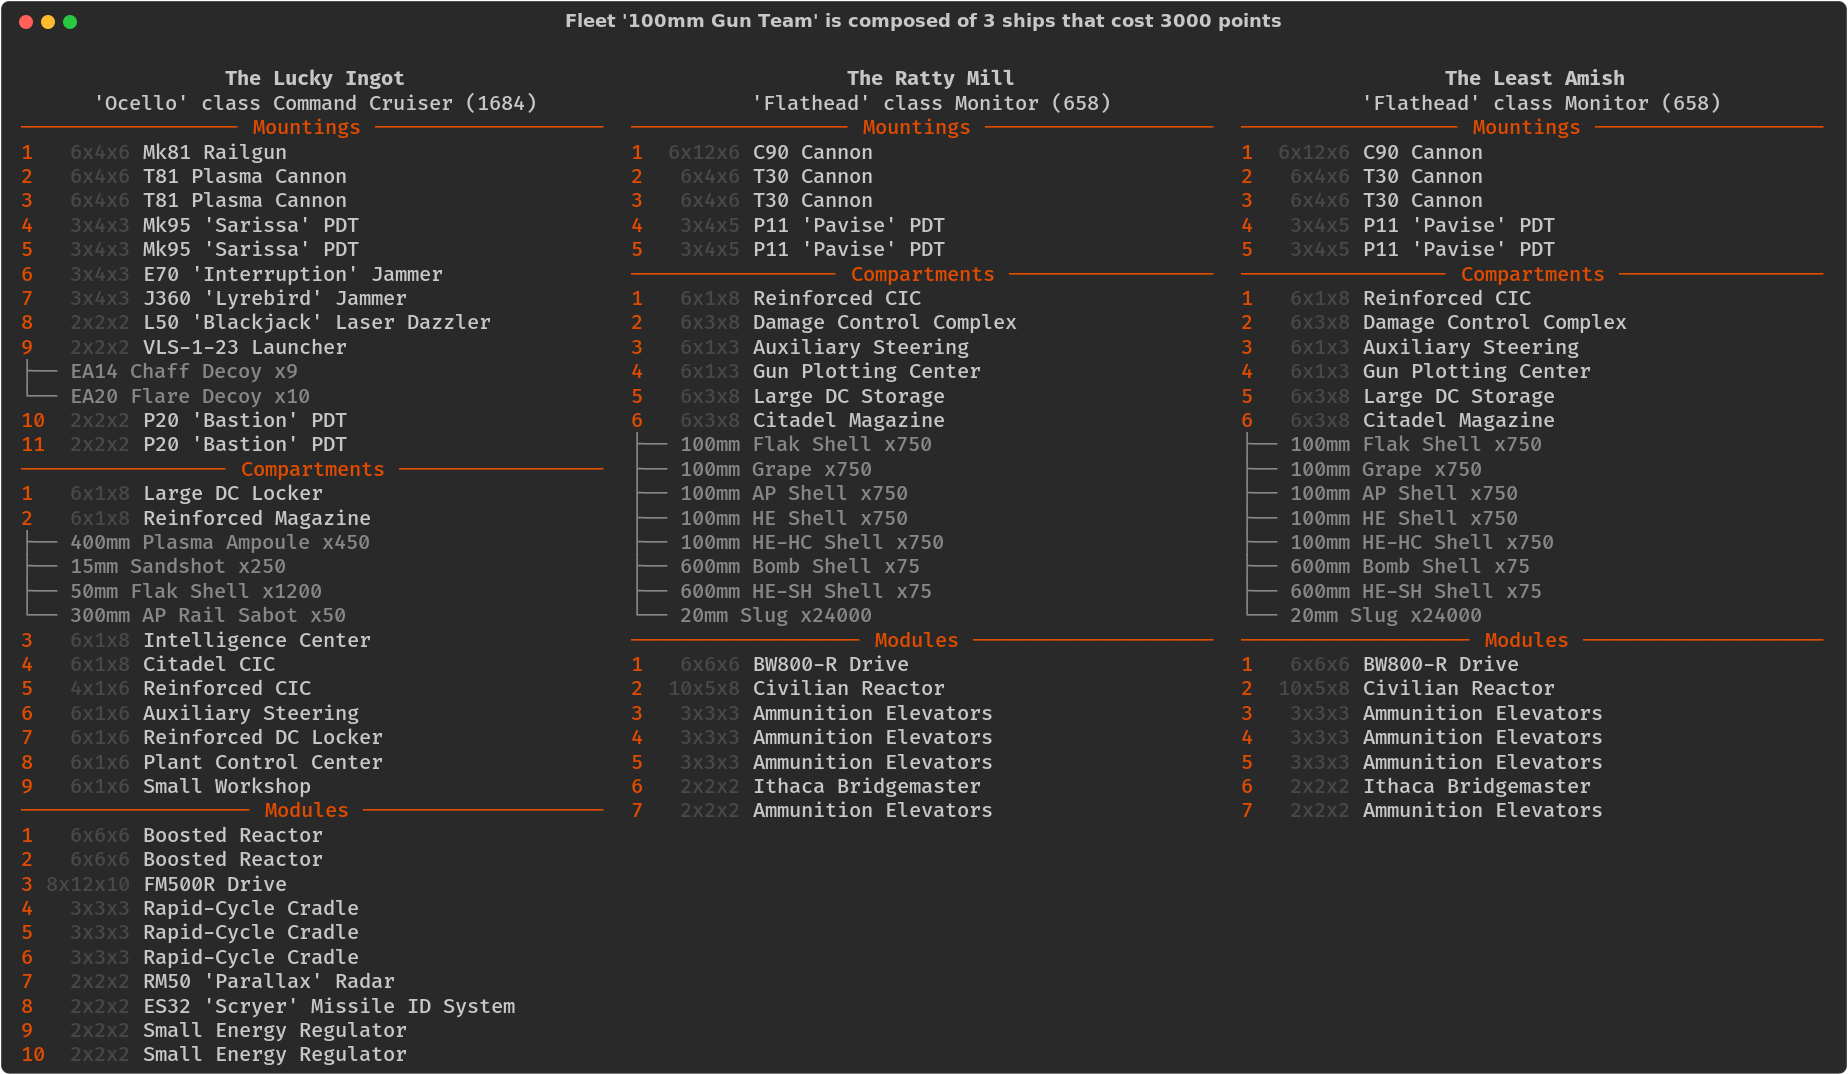 Fleet '100mm Gun Team' is composed of 3 ships that cost 3000 points
The Lucky Ingot
'Ocello' class Command Cruiser (1684)
Mountings
1 6x4x6 Mk81 Railgun
2 6x4x6 T81 Plasma Cannon
3 6x4x6 T81 Plasma Cannon
4 3x4x3 Mk95 'Sarissa' PDT
5 3x4x3 Mk95 'Sarissa' PDT
6 3x4x3 E70 'Interruption' Jammer
7 3x4x3 J360 'Lyrebird' Jammer
8 2x2x2 L50 'Blackjack' Laser Dazzler
9 2x2x2 VLS-1-23 Launcher
EA14 Chaff Decoy x9
EA20 Flare Decoy x10
10 2x2x2 P20 'Bastion' PDT
11 2x2x2 P20 'Bastion' PDT
Compartments
1 6x1x8 Large DC Locker
2 6x1x8 Reinforced Magazine
400mm Plasma Ampoule x450
15mm Sandshot x250
50mm Flak Shell x1200
300mm AP Rail Sabot x50
3 6x1x8 Intelligence Center
4 6x1x8 Citadel CIC
5 4x1x6 Reinforced CIC
6 6x1x6 Auxiliary Steering
7 6x1x6 Reinforced DC Locker
8 6x1x6 Plant Control Center
9 6x1x6 Small Workshop
Modules
1 6x6x6 Boosted Reactor
2 6x6x6 Boosted Reactor
3 8x12x10 FM500R Drive
4 3x3x3 Rapid-Cycle Cradle
5 3x3x3 Rapid-Cycle Cradle
6 3x3x3 Rapid-Cycle Cradle
7 2x2x2 RM50 'Parallax' Radar
8 2x2x2 ES32 'Scryer' Missile ID System
9 2x2x2 Small Energy Regulator
10 2x2x2 Small Energy Regulator
The Ratty Mill
'Flathead' class Monitor (658)
Mountings
1 6x12x6 C90 Cannon
2 6x4x6 T30 Cannon
3 6x4x6 T30 Cannon
4 3x4x5 P11 'Pavise' PDT
5 3x4x5 P11 'Pavise' PDT
Compartments
1 6x1x8 Reinforced CIC
2 6x3x8 Damage Control Complex
3 6x1x3 Auxiliary Steering
4 6x1x3 Gun Plotting Center
5 6x3x8 Large DC Storage
6 6x3x8 Citadel Magazine
100mm Flak Shell x750
100mm Grape x750
100mm AP Shell x750
100mm HE Shell x750
100mm HE-HC Shell x750
600mm Bomb Shell x75
600mm HE-SH Shell x75
20mm Slug x24000
Modules
1 6x6x6 BW800-R Drive
2 10x5x8 Civilian Reactor
3 3x3x3 Ammunition Elevators
4 3x3x3 Ammunition Elevators
5 3x3x3 Ammunition Elevators
6 2x2x2 Ithaca Bridgemaster
7 2x2x2 Ammunition Elevators
The Least Amish
'Flathead' class Monitor (658)
Mountings
1 6x12x6 C90 Cannon
2 6x4x6 T30 Cannon
3 6x4x6 T30 Cannon
4 3x4x5 P11 'Pavise' PDT
5 3x4x5 P11 'Pavise' PDT
Compartments
1 6x1x8 Reinforced CIC
2 6x3x8 Damage Control Complex
3 6x1x3 Auxiliary Steering
4 6x1x3 Gun Plotting Center
5 6x3x8 Large DC Storage
6 6x3x8 Citadel Magazine
100mm Flak Shell x750
100mm Grape x750
100mm AP Shell x750
100mm HE Shell x750
100mm HE-HC Shell x750
600mm Bomb Shell x75
600mm HE-SH Shell x75
20mm Slug x24000
Modules
1 6x6x6 BW800-R Drive
2 10x5x8 Civilian Reactor
3 3x3x3 Ammunition Elevators
4 3x3x3 Ammunition Elevators
5 3x3x3 Ammunition Elevators
6 2x2x2 Ithaca Bridgemaster
7 2x2x2 Ammunition Elevators